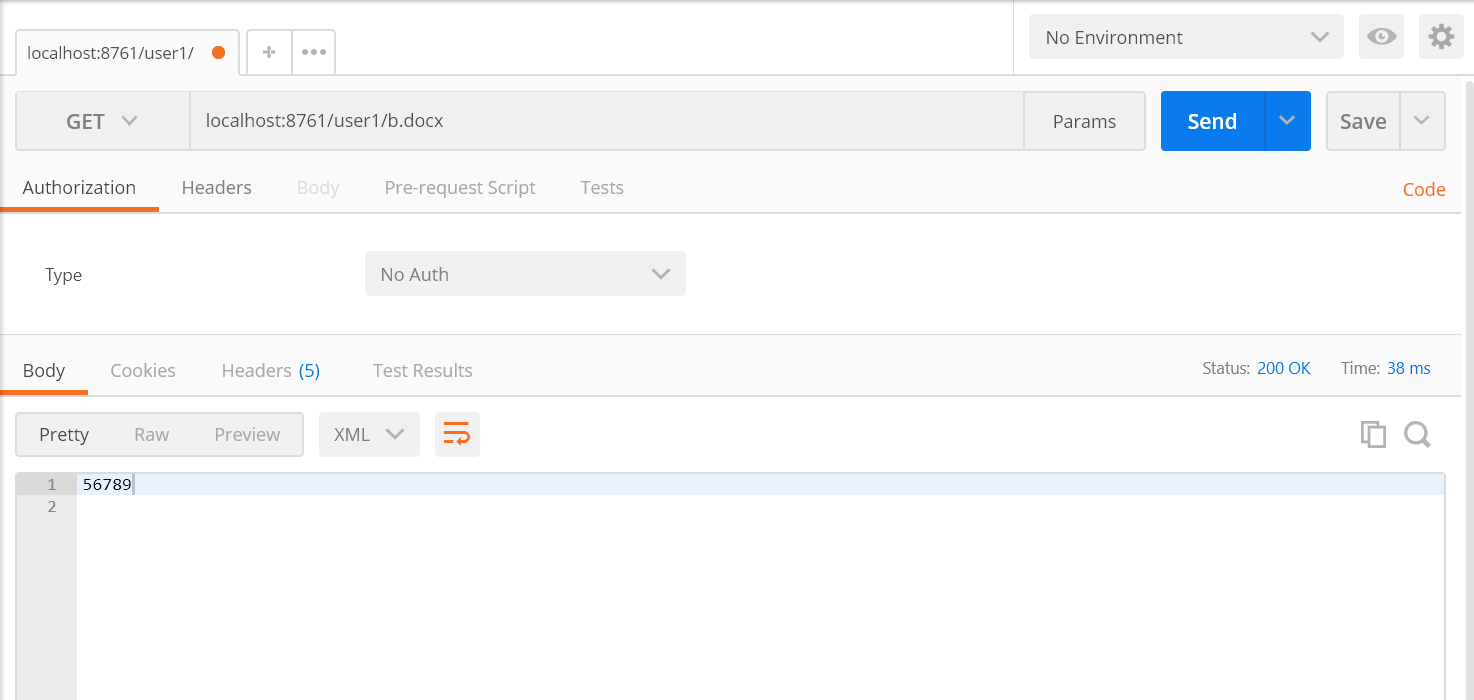 localhost:8761/user1/
No Environment
GET localhost:8761/user1/b.docx Params Send Save
Authorization Headers Body Pre-request Script Tests Code
Type No Auth
Body Cookies Headers (5) Test Results Status: 200 OK Time: 38 ms
Pretty Raw Preview XML
1 56789
2